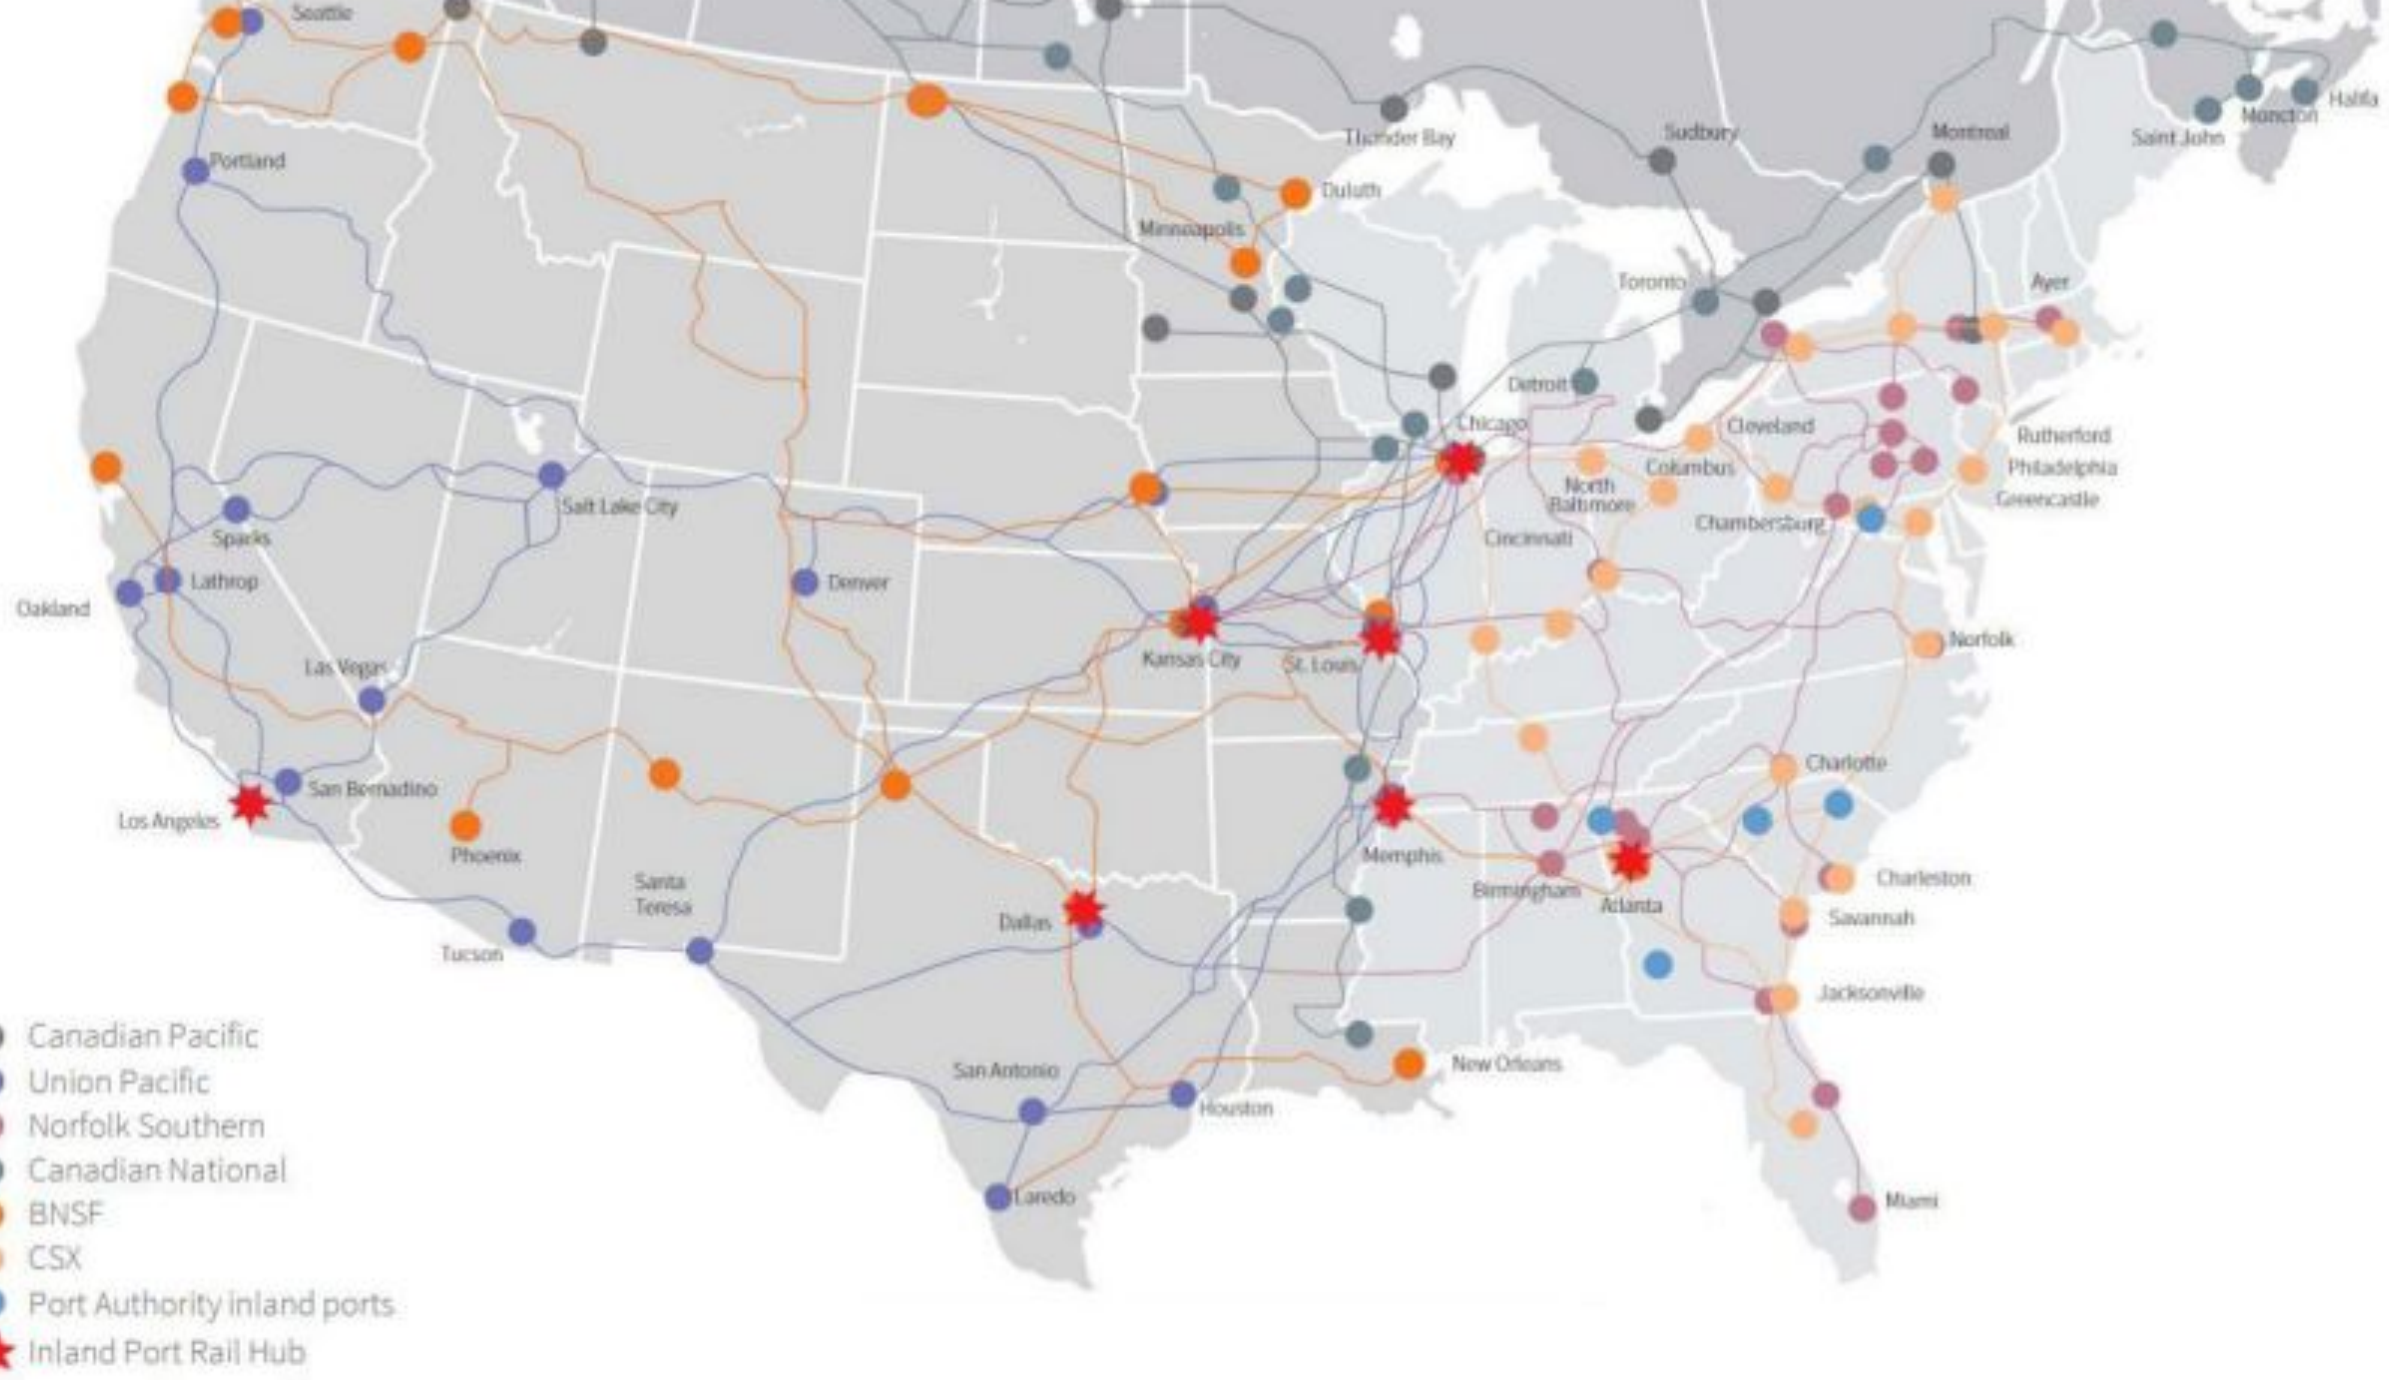 Seattle
Halifa
Moncton
Saint John
Thunder Bay
Sudbury
Montreal
Portland
Duluth
Minneapolis
Toronto
Ayer
Detroit
Chicago
Cleveland
Rutherford
Columbus
Philadelphia
North
Baltimore
Greencastle
Salt Lake City
Chambersburg
Sparks
Cincinnati
Lathrop
Denver
Oakland
Norfolk
Kansas City
St. Louis
Las Vegas
Charlotte
San Bernadino
Los Angeles
Phoenix
Memphis
Santa
Teresa
Birmingham
Charleston
Atlanta
Dallas
Savannah
Tucson
Jacksonville
San Antonio
New Orleans
Houston
Laredo
Miami
Canadian Pacific
Union Pacific
Norfolk Southern
Canadian National
BNSF
CSX
Port Authority inland ports
Inland Port Rail Hub